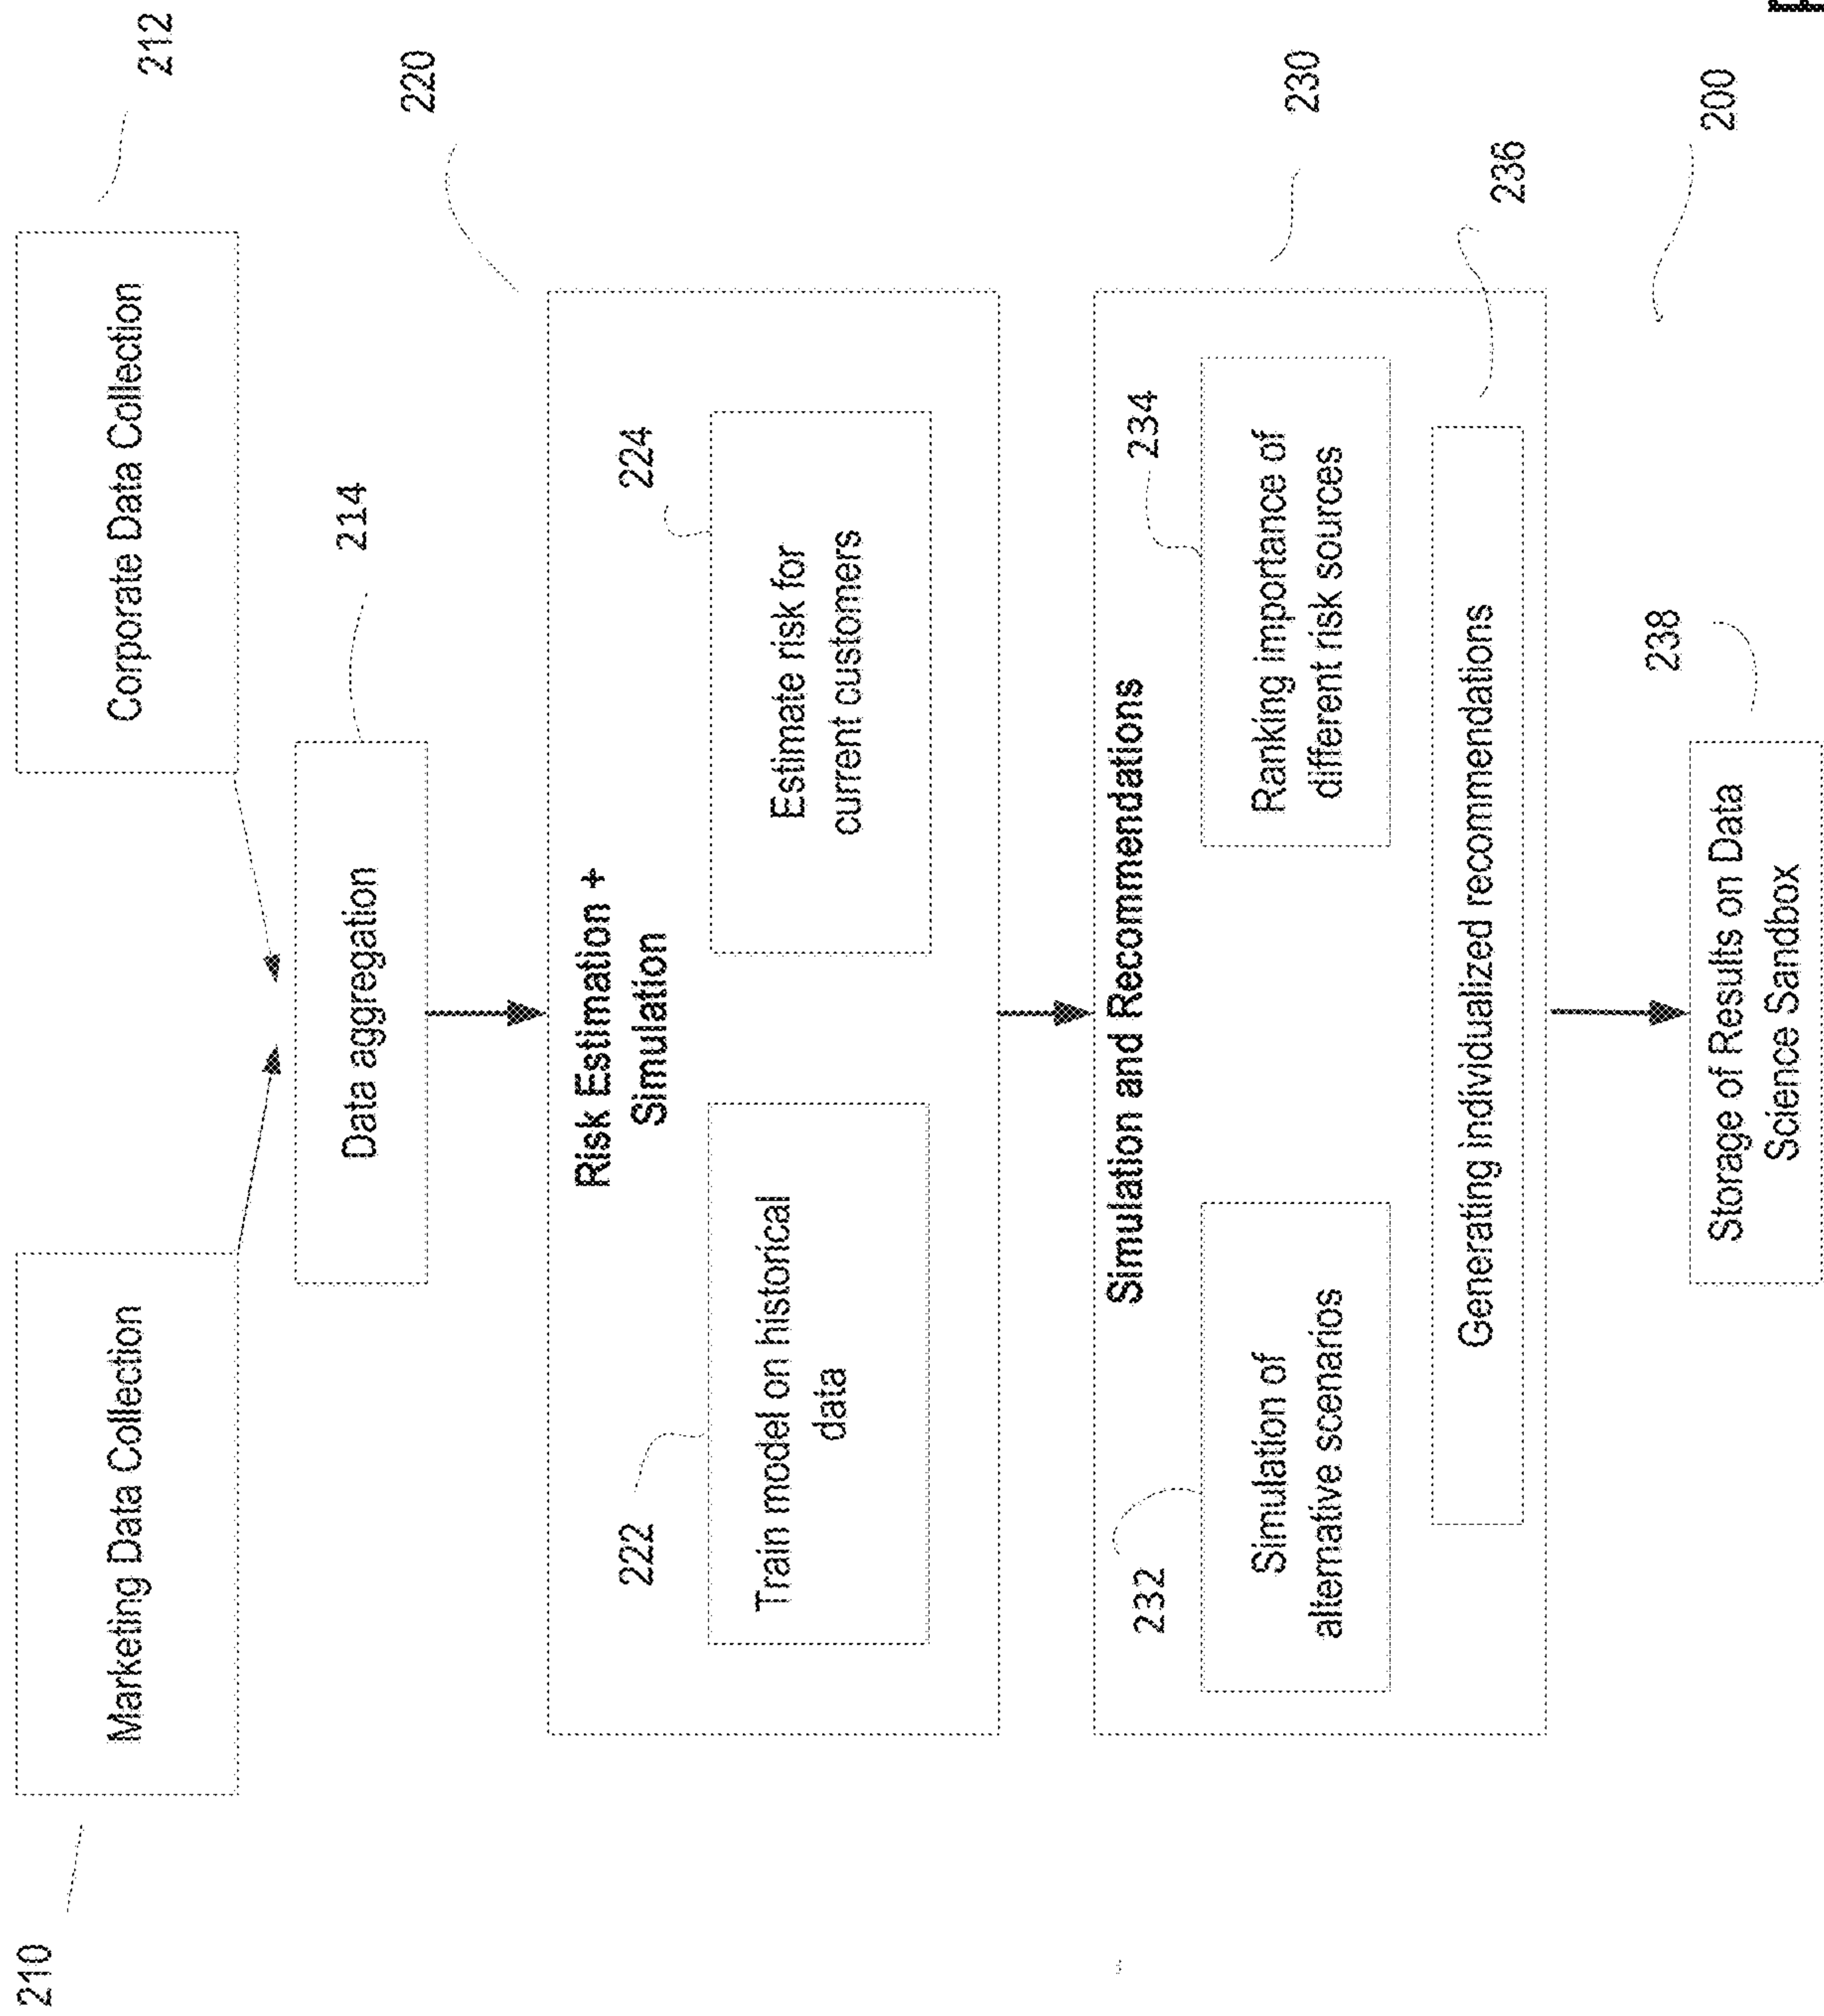 210
Marketing Data Collection
Corporate Data Collection
212
214
Data aggregation
220
Risk Estimation +
Simulation
222
224
Train model on historical
data
Estimate risk for
current customers
230
Simulation and Recommendations
232
234
Simulation of
alternative scenarios
Ranking importance of
different risk sources
236
Generating individualized recommendations
238
200
Storage of Results on Data
Science Sandbox